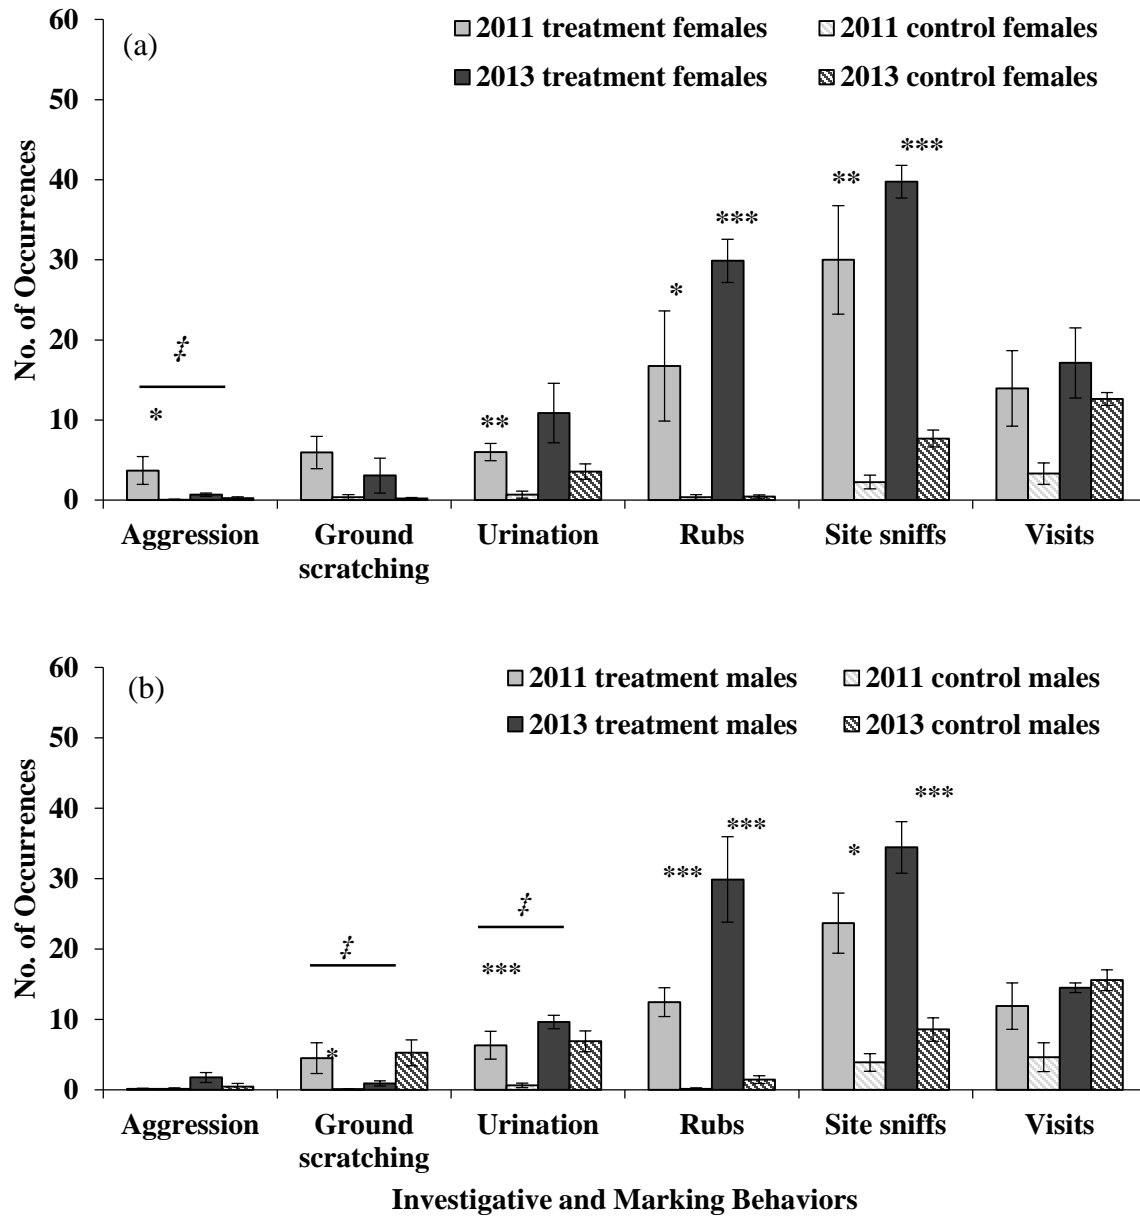 (a)
2011 treatment females
2011 control females
2013 treatment females
2013 control females
No. of Occurrences
60
50
40
30
20
10
0
‡
*
**
*
***
**
***
Aggression
Ground
scratching
Urination
Rubs
Site sniffs
Visits
(b)
2011 treatment males
2011 control males
2013 treatment males
2013 control males
No. of Occurrences
60
50
40
30
20
10
0
‡
*
‡
***
***
***
*
***
Aggression
Ground
scratching
Urination
Rubs
Site sniffs
Visits
Investigative and Marking Behaviors